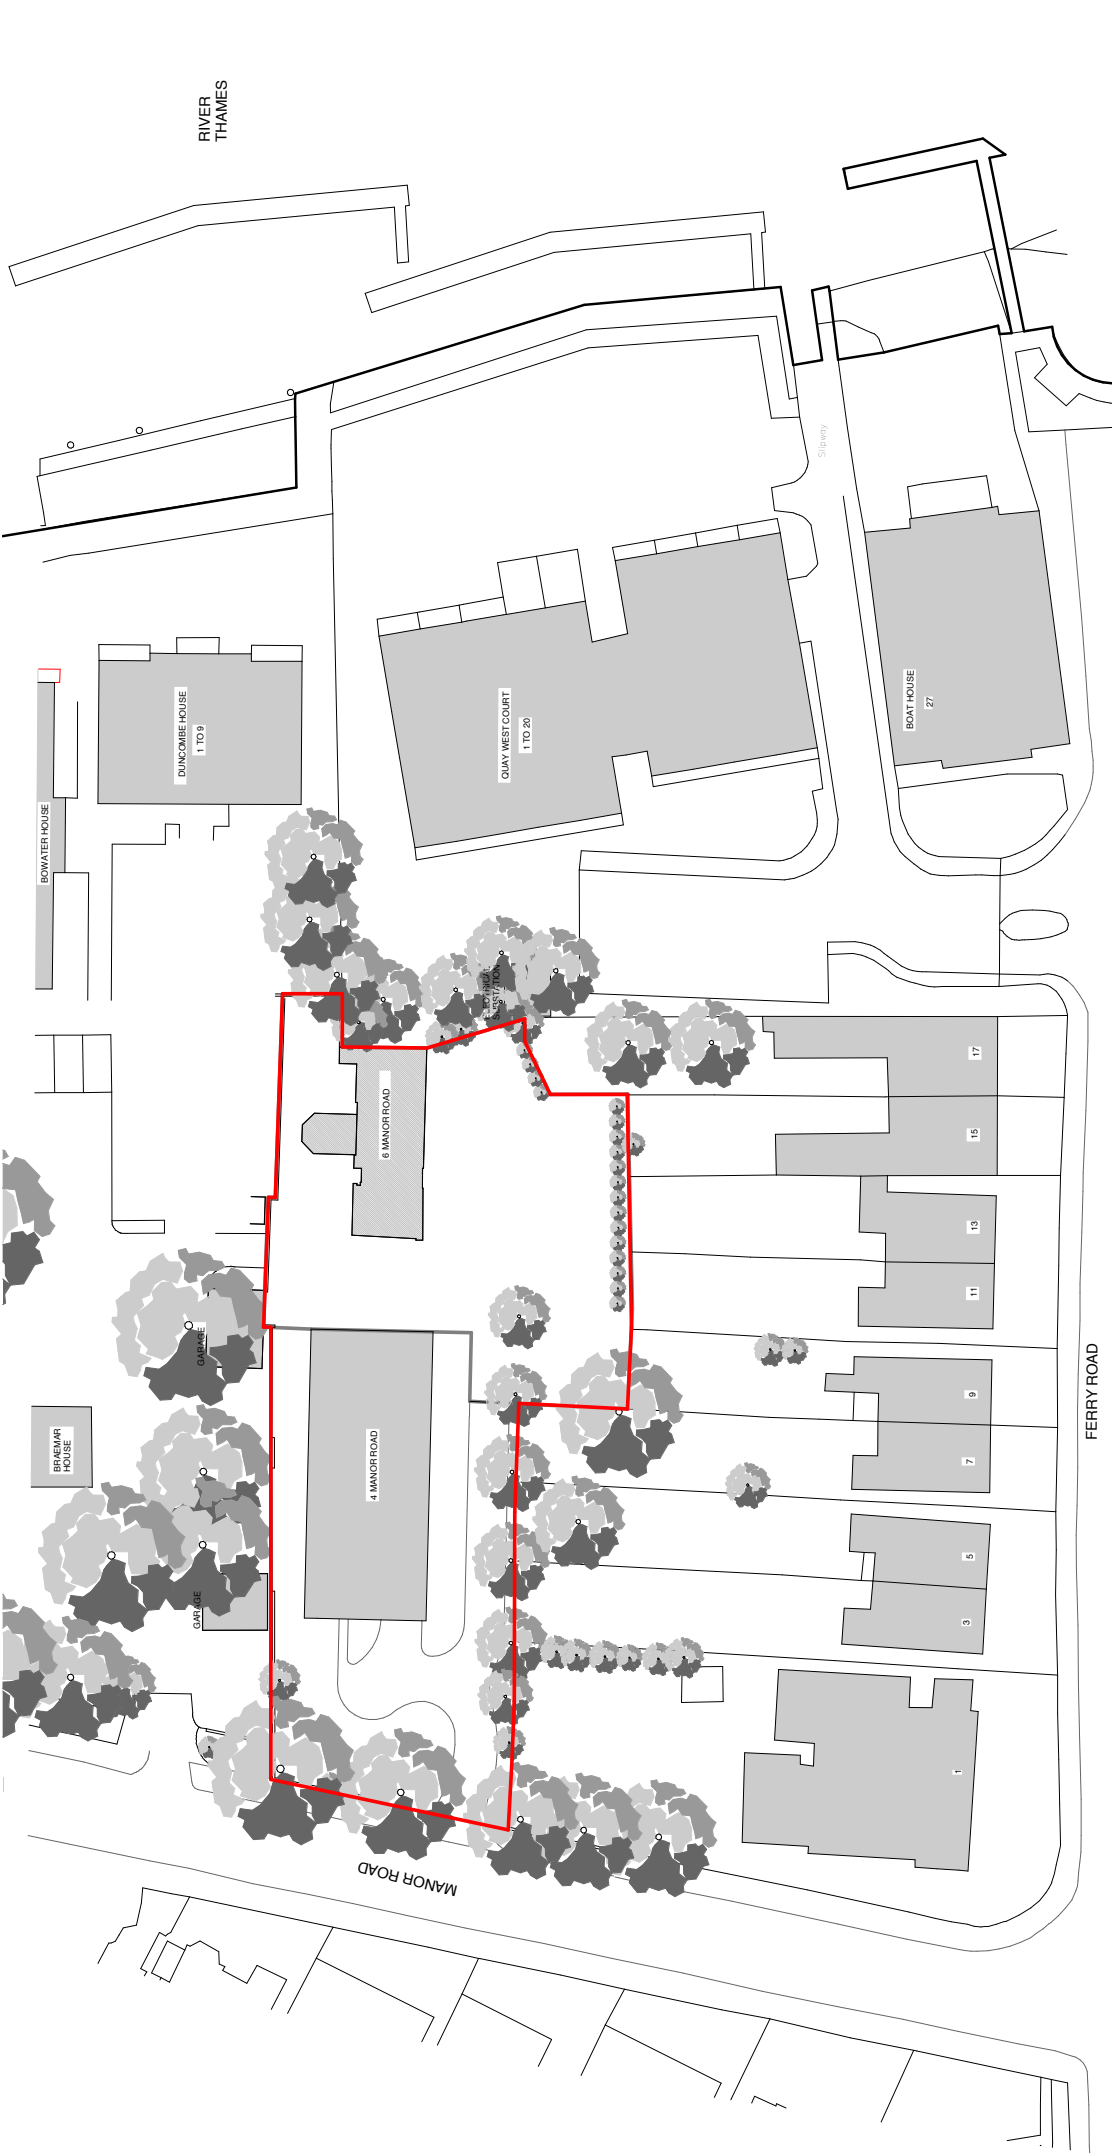 RIVER
THAMES
Slipway
DUNCOMBE HOUSE
1 TO 9
QUAY WEST COURT
1 TO 20
BOAT HOUSE
27
BOWATER HOUSE
ELECTRICAL
SUBSTATION
6 MANOR ROAD
17
15
13
11
9
7
5
3
1
GARAGE
BRAEMAR
HOUSE
4 MANOR ROAD
GARAGE
FERRY ROAD
MANOR ROAD